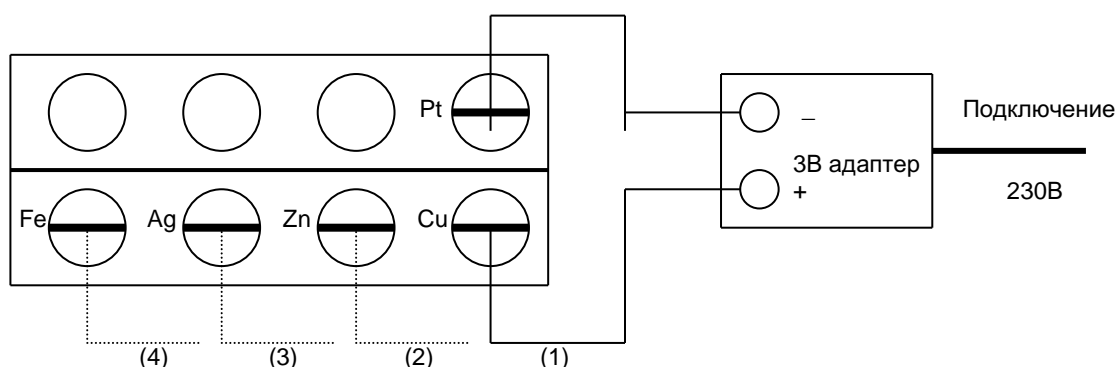 Pt
–
Подключение
3В адаптер
+
230В
Fe Ag Zn Cu
(4) (3) (2) (1)